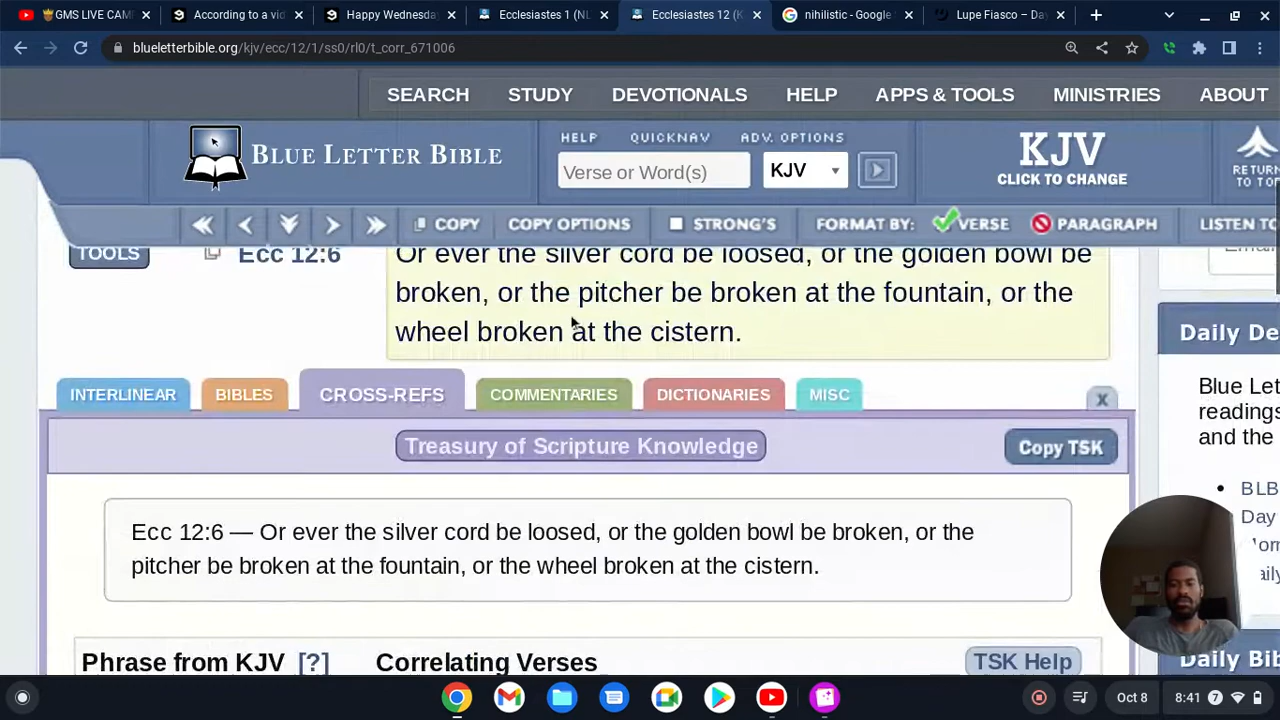 GMS LIVE CAMP
According to a vid
Happy Wednesda
Ecclesiastes 1 (NL
Ecclesiastes 12 (K
nihilistic - Google
Lupe Fiasco – Da
blueletterbible.org/kjv/ecc/12/1/ss0/rl0/t_corr_671006
SEARCH STUDY DEVOTIONALS HELP APPS & TOOLS MINISTRIES ABOUT
HELP QUICKNAV ADV. OPTIONS
BLUE LETTER BIBLE
Verse or Word(s)
KJV
KJV
CLICK TO CHANGE
RETURN
TO TOP
COPY COPY OPTIONS STRONG'S FORMAT BY: VERSE PARAGRAPH LISTEN TO
TOOLS
Ecc 12:6
Or ever the silver cord be loosed, or the golden bowl be
broken, or the pitcher be broken at the fountain, or the
wheel broken at the cistern.
INTERLINEAR BIBLES CROSS-REFS COMMENTARIES DICTIONARIES MISC X
Treasury of Scripture Knowledge
Copy TSK
Ecc 12:6 — Or ever the silver cord be loosed, or the golden bowl be broken, or the
pitcher be broken at the fountain, or the wheel broken at the cistern.
Phrase from KJV [?] Correlating Verses TSK Help
Daily De
Blue Let
readings
and the
BLB
Day
Daily Bib
Oct 8 8:41 7